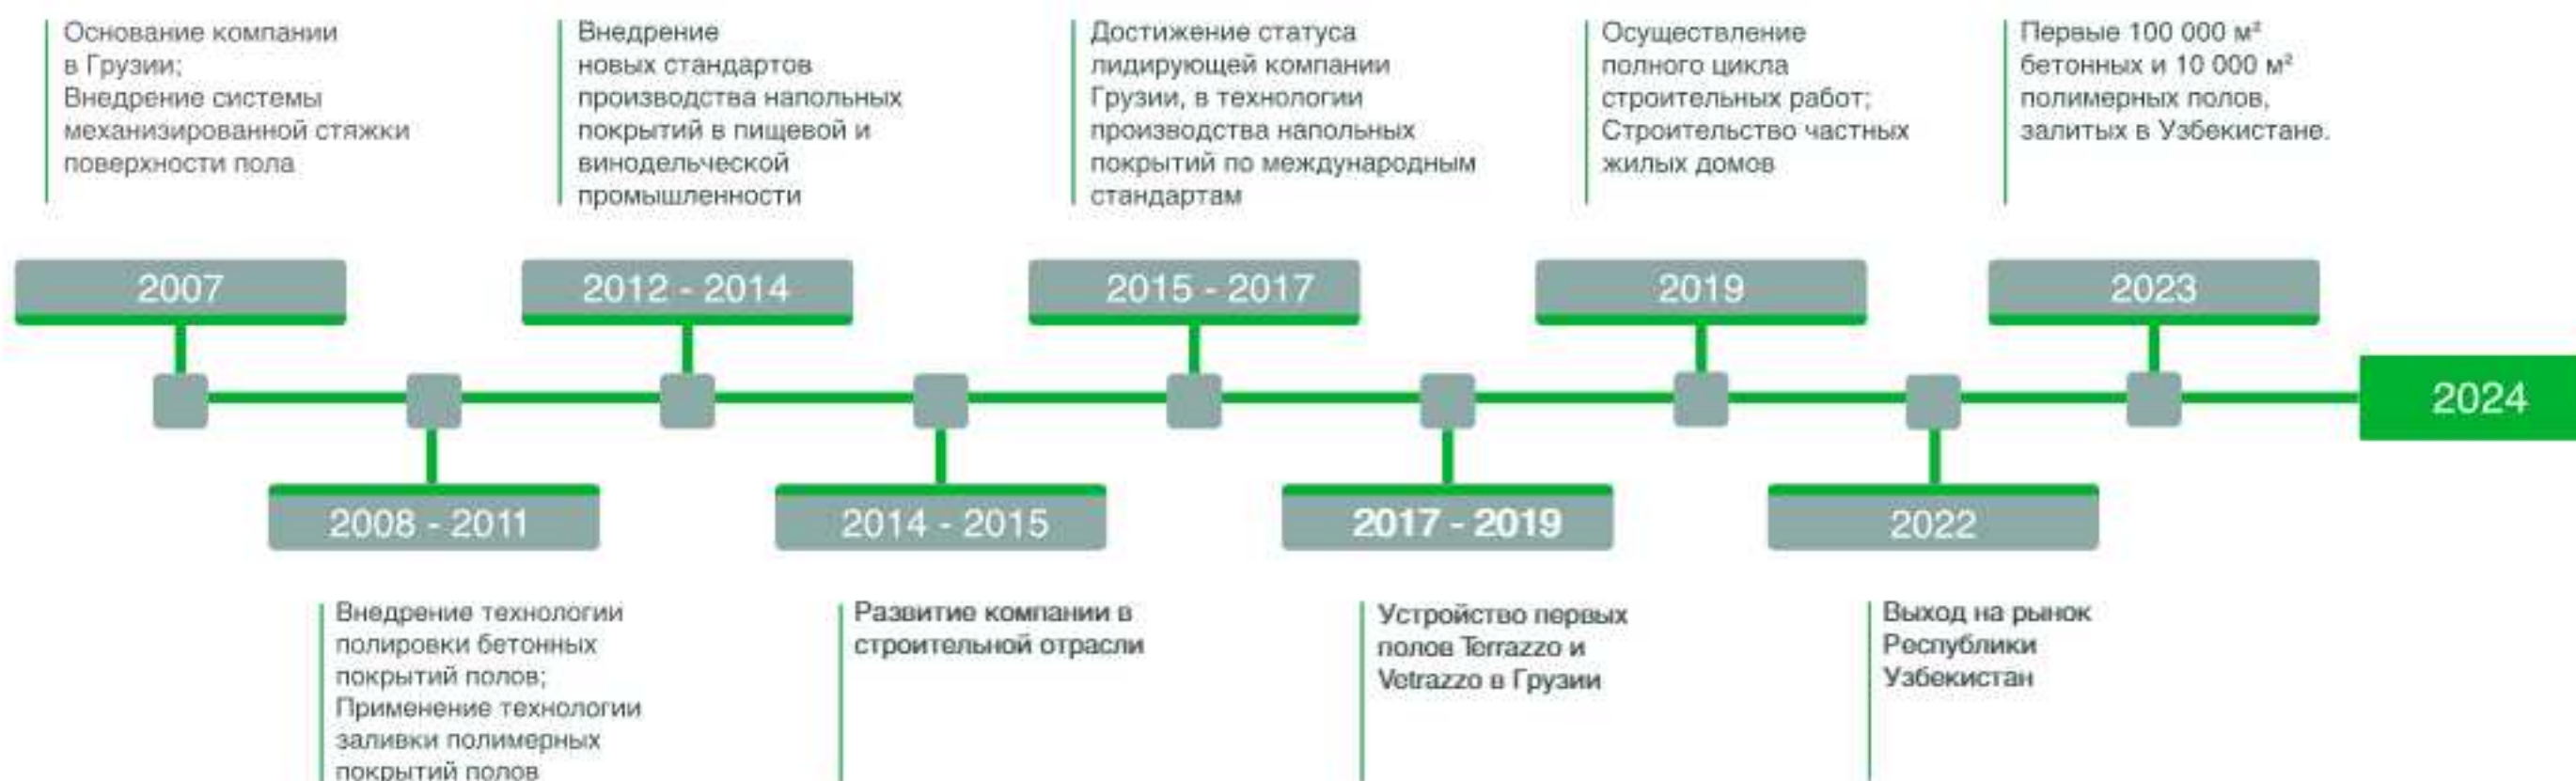 Основание компании
в Грузии;
Внедрение системы
механизированной стяжки
поверхности пола
Внедрение
новых стандартов
производства напольных
покрытий в пищевой и
винодельческой
промышленности
Достижение статуса
лидирующей компании
Грузии, в технологии
производства напольных
покрытий по международным
стандартам
Осуществление
полного цикла
строительных работ;
Строительство частных
жилых домов
Первые 100 000 м²
бетонных и 10 000 м²
полимерных полов,
залитых в Узбекистане.
2007
2012 - 2014
2015 - 2017
2019
2023
2024
2008 - 2011
2014 - 2015
2017 - 2019
2022
Внедрение технологии
полировки бетонных
покрытий полов;
Применение технологии
заливки полимерных
покрытий полов
Развитие компании в
строительной отрасли
Устройство первых
полов Terrazzo и
Vetrazzo в Грузии
Выход на рынок
Республики
Узбекистан